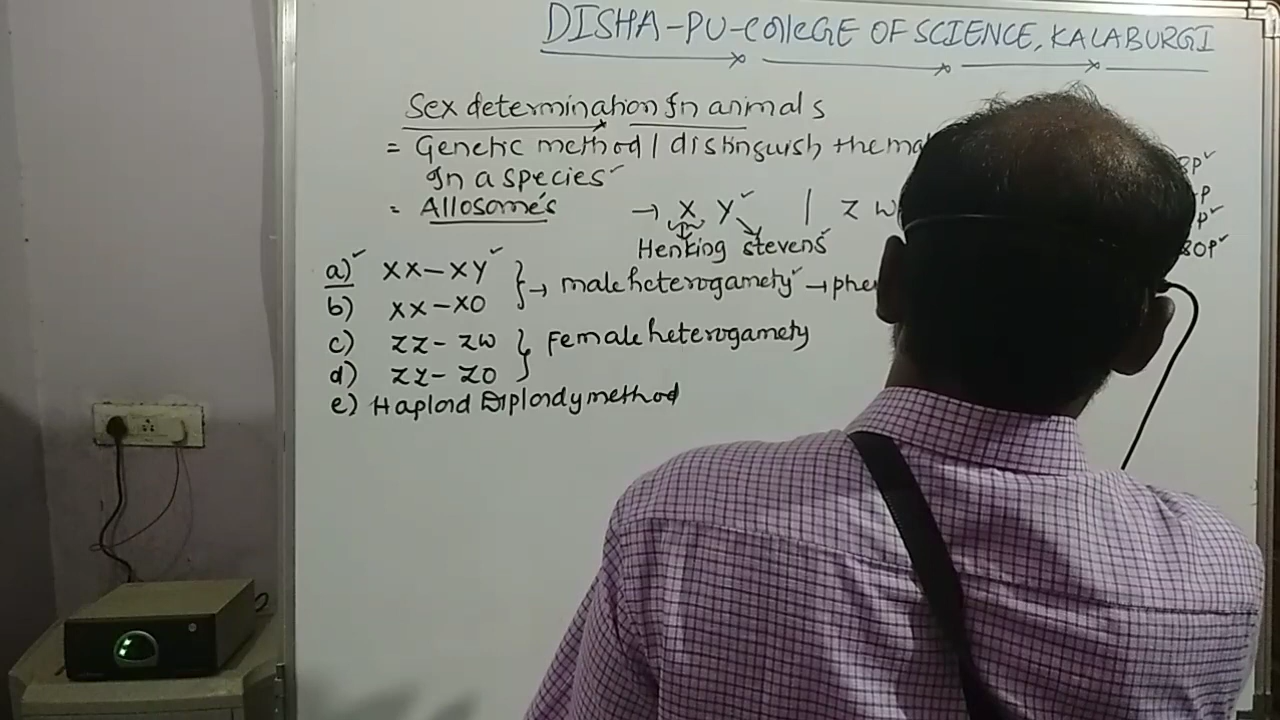 DISHA-PU-COllEGE OF SCIENCE, KALABURGI
Sex determination In animals
= Genetic method / distinguish the ma
In a species
= Allosome's → X, Y / Z W
Henking stevens
a) XX-XY } → male heterogamety → phe
b) XX-XO
c) ZZ- ZW } Female heterogamety
d) ZZ- ZO
e) Haploid Diploidy method